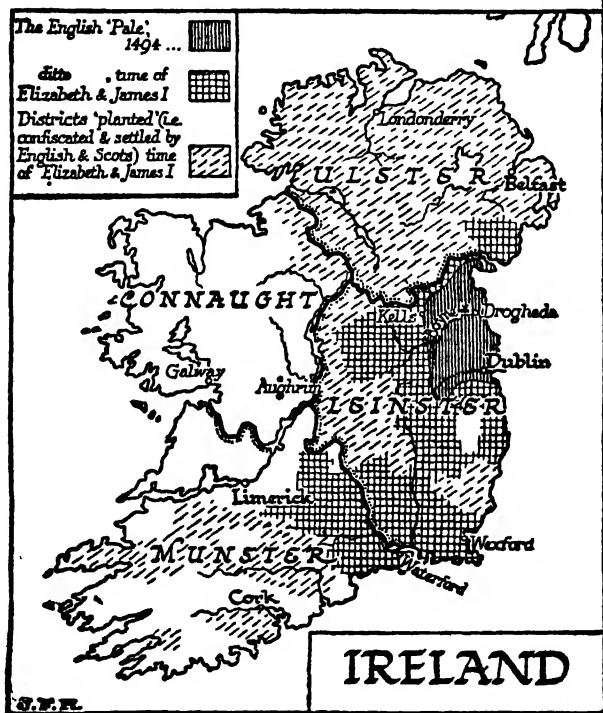 The English 'Pale',
1494 ...
ditto , time of
Elizabeth & James I
Districts 'planted' (i.e.
confiscated & settled by
English & Scots) time
of Elizabeth & James I
Londonderry
ULSTER
Belfast
CONNAUGHT
Kells
Drogheda
Galway
Dublin
Aughrim
LEINSTER
Limerick
Wexford
MUNSTER
Waterford
Cork
IRELAND
J.F.H.